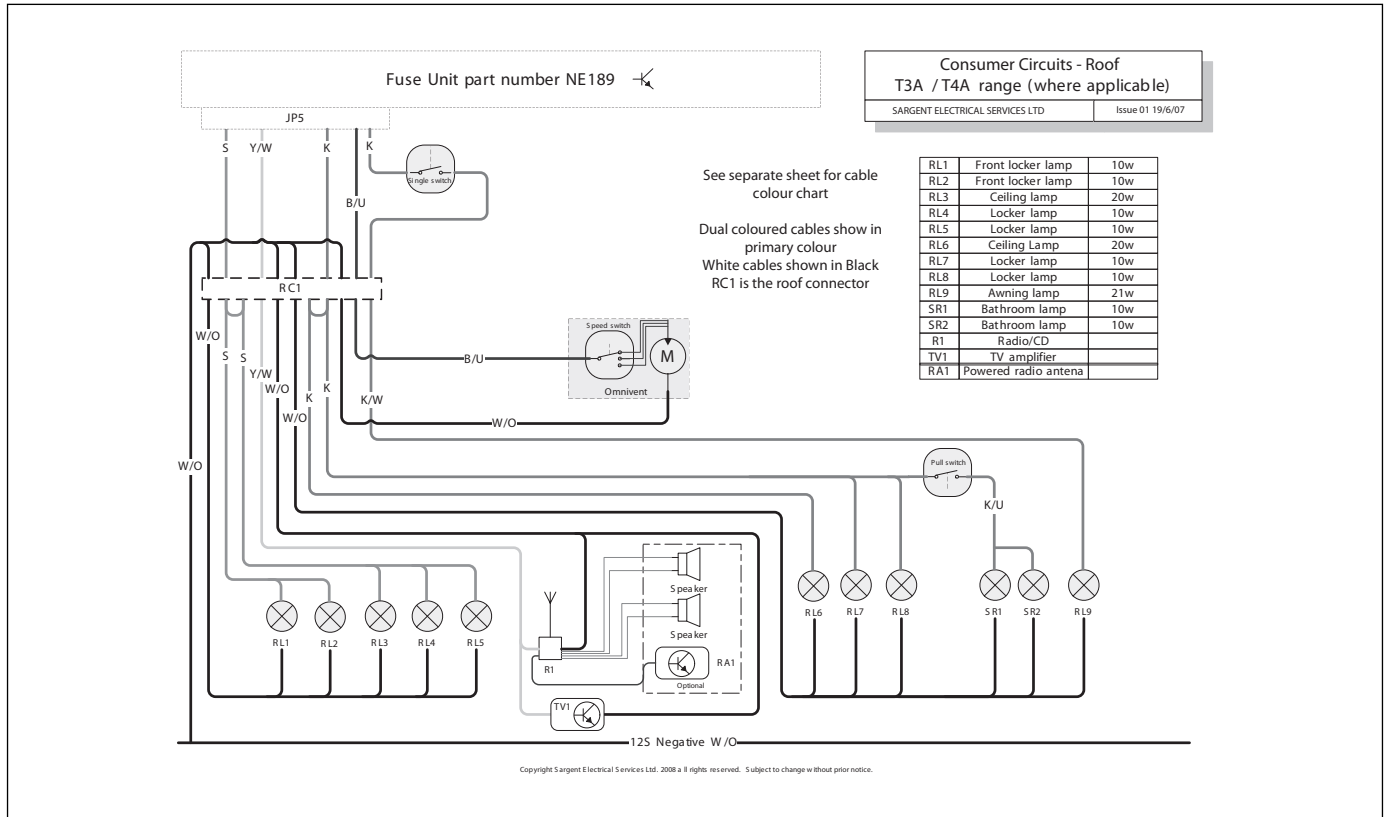 Fuse Unit part number NE189
JP5
Consumer Circuits - Roof
T3A / T4A range (where applicable)
SARGENT ELECTRICAL SERVICES LTD
Issue 01 19/6/07
S
Y/W
K
K
B/U
Single switch
See separate sheet for cable
colour chart
Dual coloured cables show in
primary colour
White cables shown in Black
RC1 is the roof connector
RL1 Front locker lamp 10w
RL2 Front locker lamp 10w
RL3 Ceiling lamp 20w
RL4 Locker lamp 10w
RL5 Locker lamp 10w
RL6 Ceiling Lamp 20w
RL7 Locker lamp 10w
RL8 Locker lamp 10w
RL9 Awning lamp 21w
SR1 Bathroom lamp 10w
SR2 Bathroom lamp 10w
R1 Radio/CD
TV1 TV amplifier
RA1 Powered radio antena
RC1
W/O
S
S
Y/W
W/O
K
K
W/O
K/W
B/U
Speed switch
M
Omnivent
W/O
W/O
Pull switch
K/U
RL1
RL2
RL3
RL4
RL5
R1
Speaker
Speaker
RA1
Optional
TV1
RL6
RL7
RL8
SR1
SR2
RL9
12S Negative W/O
Copyright Sargent Electrical Services Ltd. 2008 all rights reserved. Subject to change without prior notice.